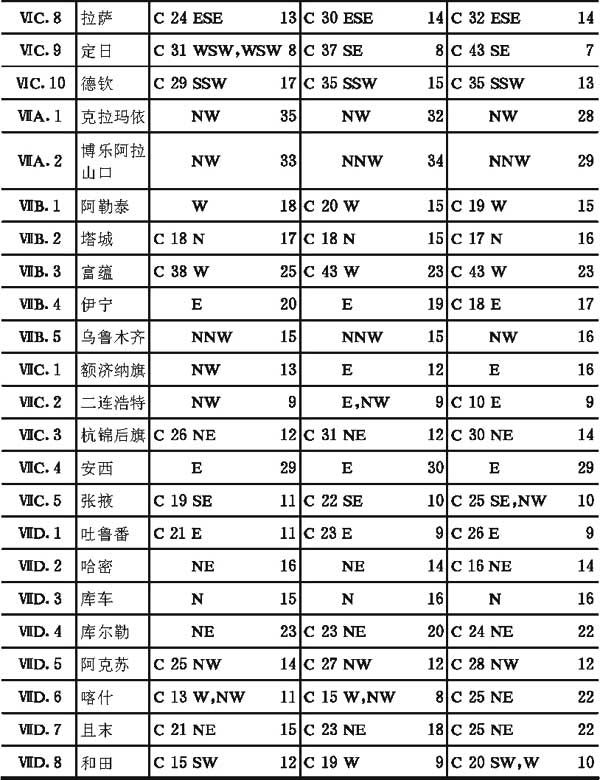 ⅥC.8 拉萨 C 24 ESE 13 C 30 ESE 14 C 32 ESE 14
ⅥC.9 定日 C 31 WSW,WSW 8 C 37 SE 8 C 43 SE 7
ⅥC.10 德钦 C 29 SSW 17 C 35 SSW 15 C 35 SSW 13
ⅦA.1 克拉玛依 NW 35 NW 32 NW 28
ⅦA.2 博乐阿拉
山口 NW 33 NNW 34 NNW 29
ⅦB.1 阿勒泰 W 18 C 20 W 15 C 19 W 15
ⅦB.2 塔城 C 18 N 17 C 18 N 15 C 17 N 16
ⅦB.3 富蕴 C 38 W 25 C 43 W 23 C 43 W 23
ⅦB.4 伊宁 E 20 E 19 C 18 E 17
ⅦB.5 乌鲁木齐 NNW 15 NNW 15 NW 16
ⅦC.1 额济纳旗 NW 13 E 12 E 16
ⅦC.2 二连浩特 NW 9 E,NW 9 C 10 E 9
ⅦC.3 杭锦后旗 C 26 NE 12 C 31 NE 12 C 30 NE 14
ⅦC.4 安西 E 29 E 30 E 29
ⅦC.5 张掖 C 19 SE 11 C 22 SE 10 C 25 SE,NW 10
ⅦD.1 吐鲁番 C 21 E 11 C 23 E 9 C 26 E 9
ⅦD.2 哈密 NE 16 NE 14 C 16 NE 14
ⅦD.3 库车 N 15 N 16 N 16
ⅦD.4 库尔勒 NE 23 C 23 NE 20 C 24 NE 22
ⅦD.5 阿克苏 C 25 NW 14 C 27 NW 12 C 28 NW 12
ⅦD.6 喀什 C 13 W,NW 11 C 15 W,NW 8 C 25 NE 22
ⅦD.7 且末 C 21 NE 15 C 23 NE 18 C 25 NE 22
ⅦD.8 和田 C 15 SW 12 C 19 W 9 C 20 SW,W 10